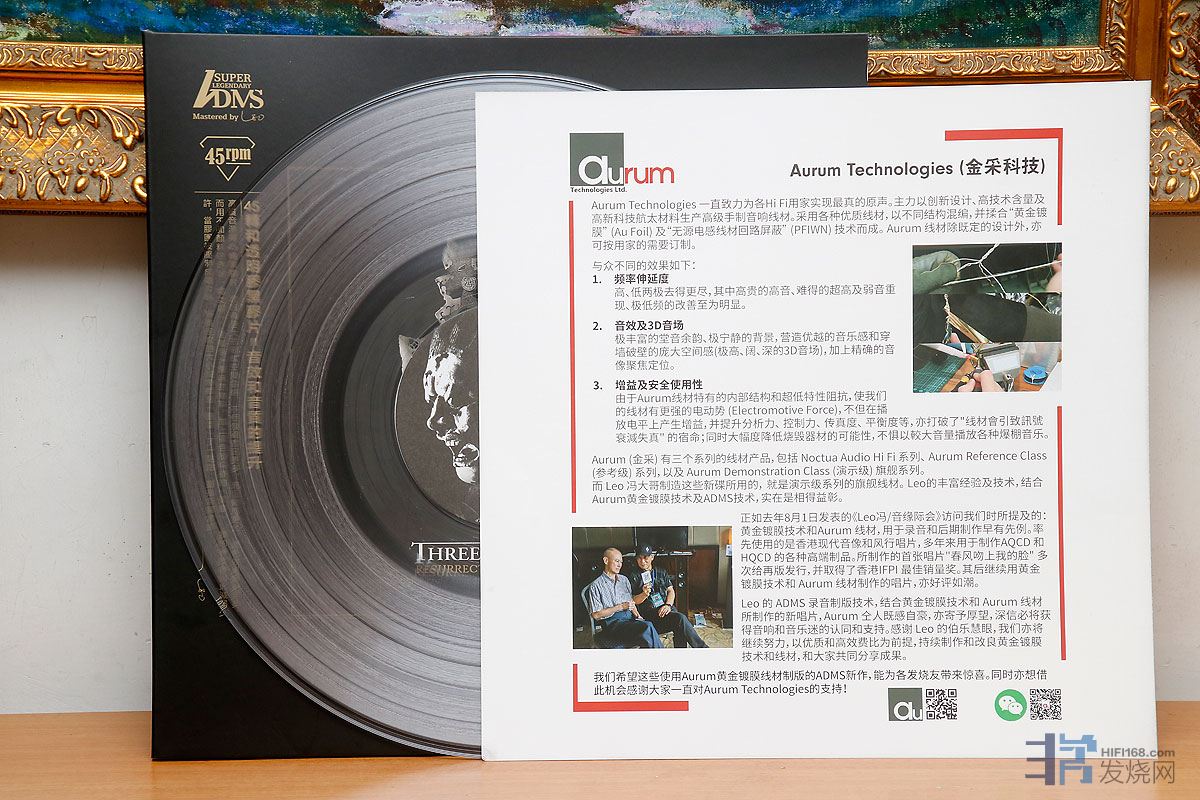 SUPER
LEGENDARY
ADMS
Mastered by Leo
45rpm
THREE
RESURREC
aurum
Technologies Ltd.
Aurum Technologies (金采科技)
Aurum Technologies 一直致力为各Hi Fi用家实现最真的原声。主力以创新设计、高技术含量及
高新科技航太材料生产高级手制音响线材。采用各种优质线材，以不同结构混编，并揉合“黄金镀
膜” (Au Foil) 及“无源电感线材回路屏蔽” (PFIWN) 技术而成。Aurum 线材除既定的设计外，亦
可按用家的需要订制。
与众不同的效果如下：
1. 频率伸延度
高、低两极去得更尽，其中高贵的高音、难得的超高及弱音重
现、极低频的改善至为明显。
2. 音效及3D音场
极丰富的堂音余韵、极宁静的背景，营造优越的音乐感和穿
墙破壁的庞大空间感(极高、阔、深的3D音场)，加上精确的音
像聚焦定位。
3. 增益及安全使用性
由于Aurum线材特有的内部结构和超低特性阻抗，使我们
的线材有更强的电动势 (Electromotive Force)，不但在播
放电平上产生增益，并提升分析力、控制力、传真度、平衡度等，亦打破了"线材會引致訊號
衰減失真" 的宿命；同时大幅度降低烧毁器材的可能性，不惧以较大音量播放各种爆棚音乐。
Aurum (金采) 有三个系列的线材产品，包括 Noctua Audio Hi Fi 系列、Aurum Reference Class
(参考级) 系列，以及 Aurum Demonstration Class (演示级) 旗舰系列。
而 Leo 冯大哥制造这些新碟所用的，就是演示级系列的旗舰线材。Leo的丰富经验及技术，结合
Aurum黄金镀膜技术及ADMS技术，实在是相得益彰。
正如去年8月1日发表的《Leo冯/音缘际会》访问我们时所提及的：
黄金镀膜技术和Aurum 线材，用于录音和后期制作早有先例。率
先使用的是香港现代音像和风行唱片，多年来用于制作AQCD 和
HQCD 的各种高端制品。所制作的首张唱片"春风吻上我的脸" 多
次给再版发行，并取得了香港IFPI 最佳销量奖。其后继续用黄金
镀膜技术和 Aurum 线材制作的唱片，亦好评如潮。
Leo 的 ADMS 录音制版技术，结合黄金镀膜技术和 Aurum 线材
所制作的新唱片，Aurum 仝人既感自豪，亦寄予厚望，深信必将获
得音响和音乐迷的认同和支持。感谢 Leo 的伯乐慧眼，我们亦将
继续努力，以优质和高效费比为前提，持续制作和改良黄金镀膜
技术和线材，和大家共同分享成果。
我们希望这些使用Aurum黄金镀膜线材制版的ADMS新作，能为各发烧友带来惊喜。同时亦想借
此机会感谢大家一直对Aurum Technologies的支持！
au
HIFI168.com
发烧网